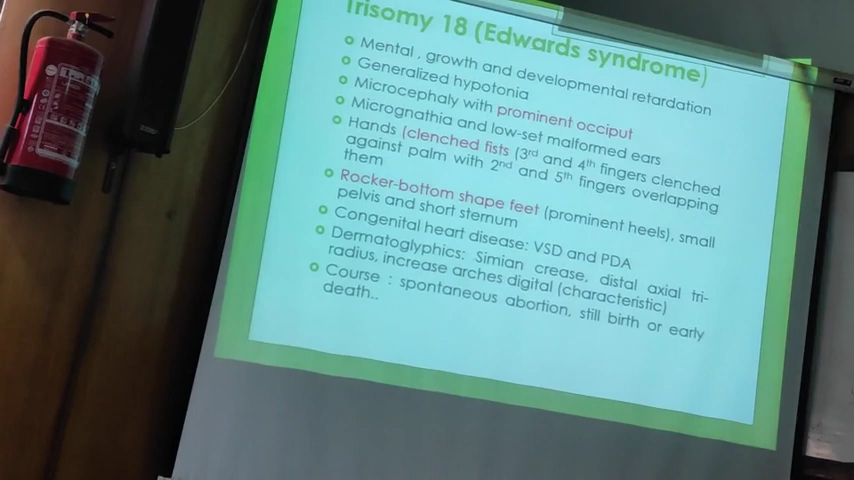 Trisomy 18 (Edwards syndrome)
Mental , growth and developmental retardation
Generalized hypotonia
Microcephaly with prominent occiput
Micrognathia and low-set malformed ears
Hands (clenched fists (3rd and 4th fingers clenched
against palm with 2nd and 5th fingers overlapping
them
Rocker-bottom shape feet (prominent heels), small
pelvis and short sternum
Congenital heart disease: VSD and PDA
Dermatoglyphics: Simian crease, distal axial tri-
radius, increase arches digital (characteristic)
Course : spontaneous abortion, still birth or early
death..